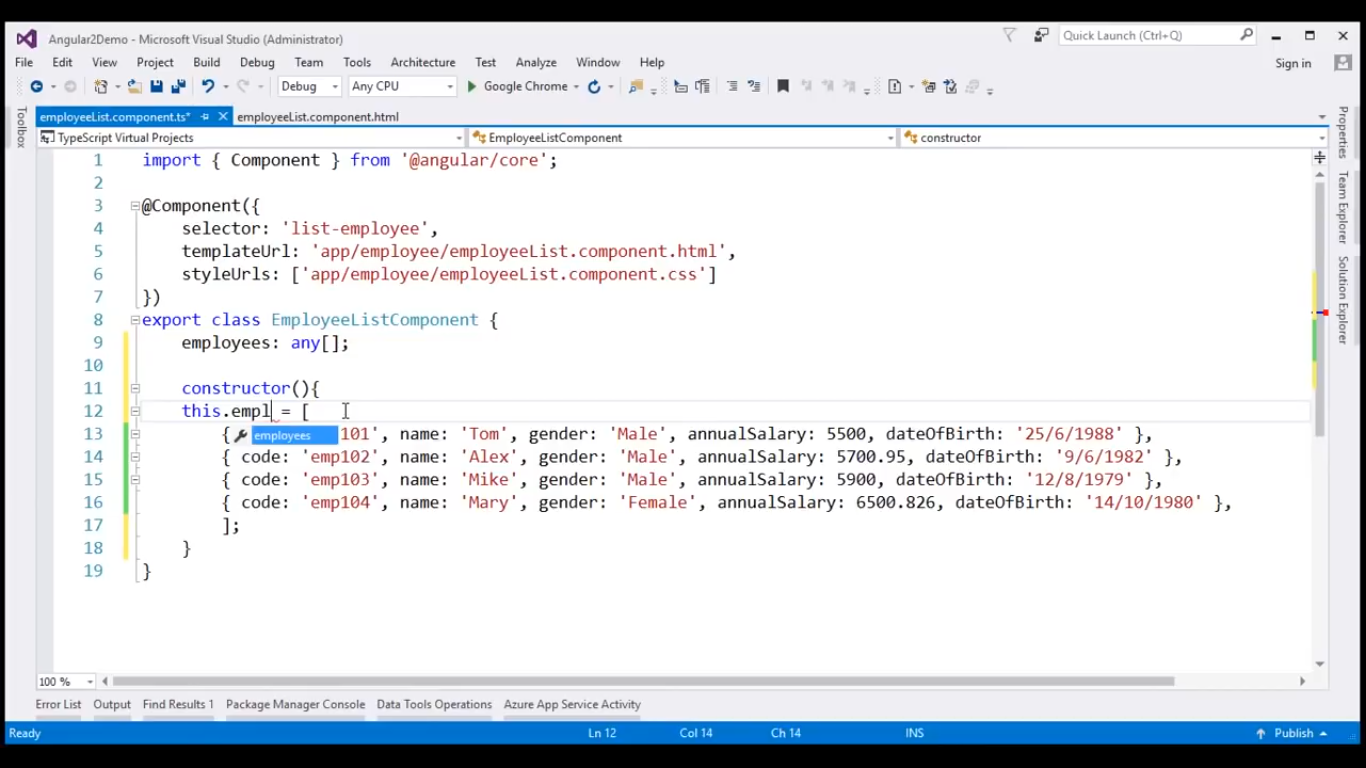 Angular2Demo - Microsoft Visual Studio (Administrator)
Quick Launch (Ctrl+Q)
File Edit View Project Build Debug Team Tools Architecture Test Analyze Window Help
Sign in
Debug Any CPU Google Chrome
Toolbox
employeeList.component.ts* employeeList.component.html
TypeScript Virtual Projects EmployeeListComponent constructor
1 import { Component } from '@angular/core';
2
3 @Component({
4 selector: 'list-employee',
5 templateUrl: 'app/employee/employeeList.component.html',
6 styleUrls: ['app/employee/employeeList.component.css']
7 })
8 export class EmployeeListComponent {
9 employees: any[];
10
11 constructor(){
12 this.empl = [
13 { 101', name: 'Tom', gender: 'Male', annualSalary: 5500, dateOfBirth: '25/6/1988' },
employees
14 { code: 'emp102', name: 'Alex', gender: 'Male', annualSalary: 5700.95, dateOfBirth: '9/6/1982' },
15 { code: 'emp103', name: 'Mike', gender: 'Male', annualSalary: 5900, dateOfBirth: '12/8/1979' },
16 { code: 'emp104', name: 'Mary', gender: 'Female', annualSalary: 6500.826, dateOfBirth: '14/10/1980' },
17 ];
18 }
19 }
Properties
Team Explorer
Solution Explorer
100 %
Error List Output Find Results 1 Package Manager Console Data Tools Operations Azure App Service Activity
Ready Ln 12 Col 14 Ch 14 INS Publish